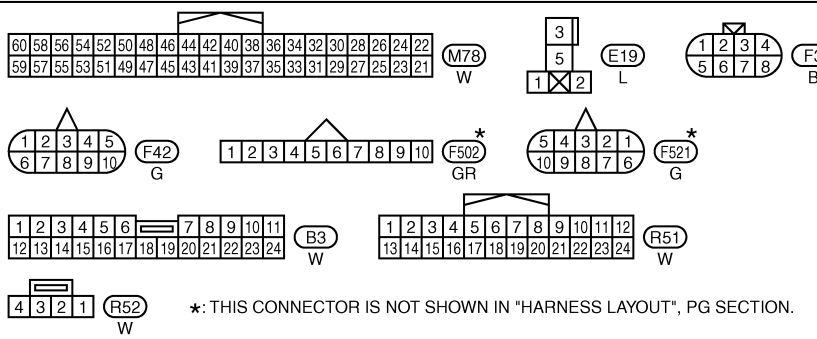 60 58 56 54 52 50 48 46 44 42 40 38 36 34 32 30 28 26 24 22
59 57 55 53 51 49 47 45 43 41 39 37 35 33 31 29 27 25 23 21
M78
W
3
5
1 2
E19
L
1 2 3 4
5 6 7 8
B
1 2 3 4 5
6 7 8 9 10
F42
G
1 2 3 4 5 6 7 8 9 10
*
F502
GR
5 4 3 2 1
10 9 8 7 6
*
F521
G
1 2 3 4 5 6 7 8 9 10 11
12 13 14 15 16 17 18 19 20 21 22 23 24
B3
W
1 2 3 4 5 6 7 8 9 10 11 12
13 14 15 16 17 18 19 20 21 22 23 24
R51
W
4 3 2 1
R52
W
*: THIS CONNECTOR IS NOT SHOWN IN "HARNESS LAYOUT", PG SECTION.